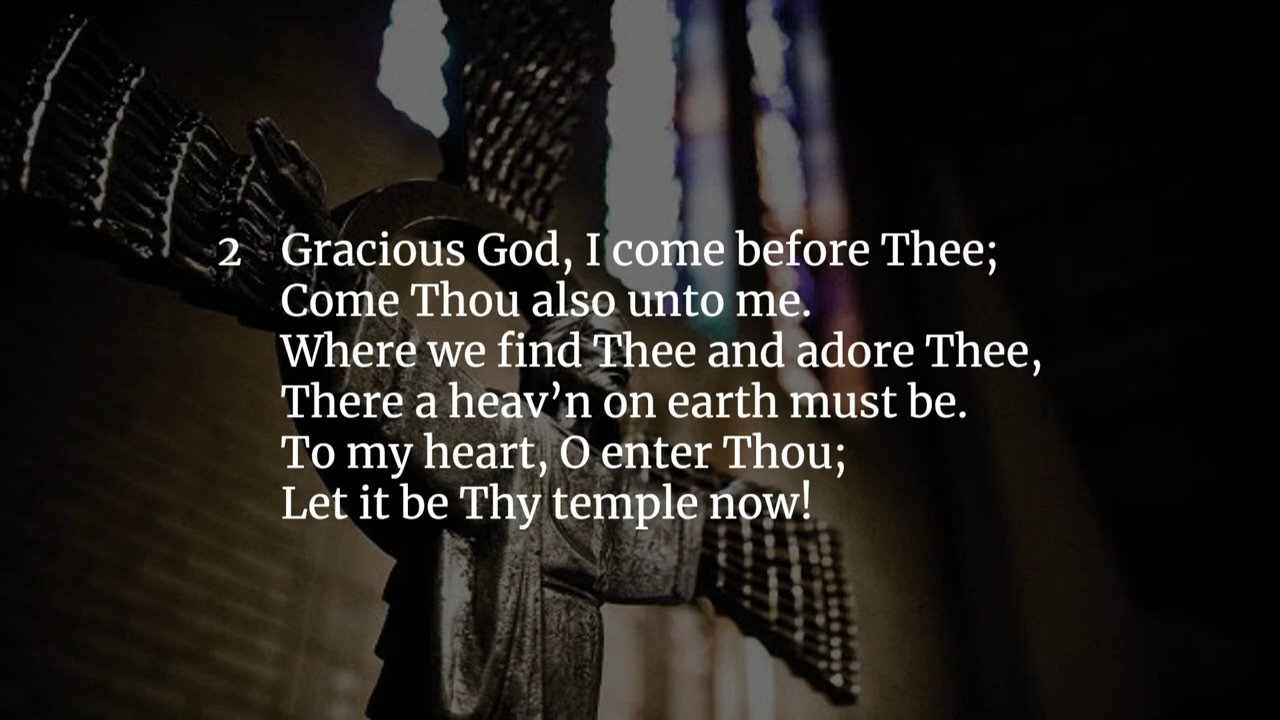 2 Gracious God, I come before Thee;
Come Thou also unto me.
Where we find Thee and adore Thee,
There a heav’n on earth must be.
To my heart, O enter Thou;
Let it be Thy temple now!